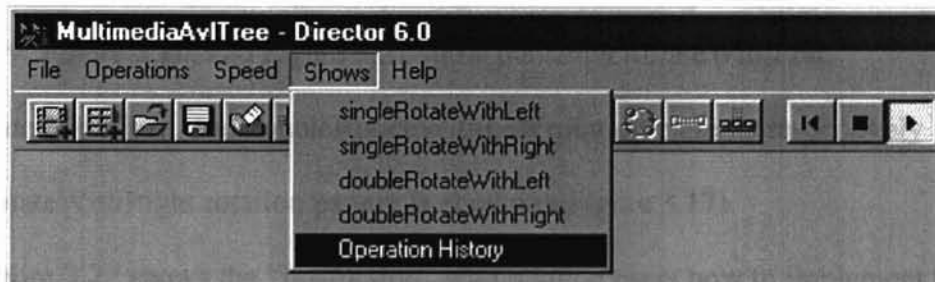 MultimediaAvlTree - Director 6.0
File Operations Speed Shows Help
singleRotateWithLeft
singleRotateWithRight
doubleRotateWithLeft
doubleRotateWithRight
Operation History